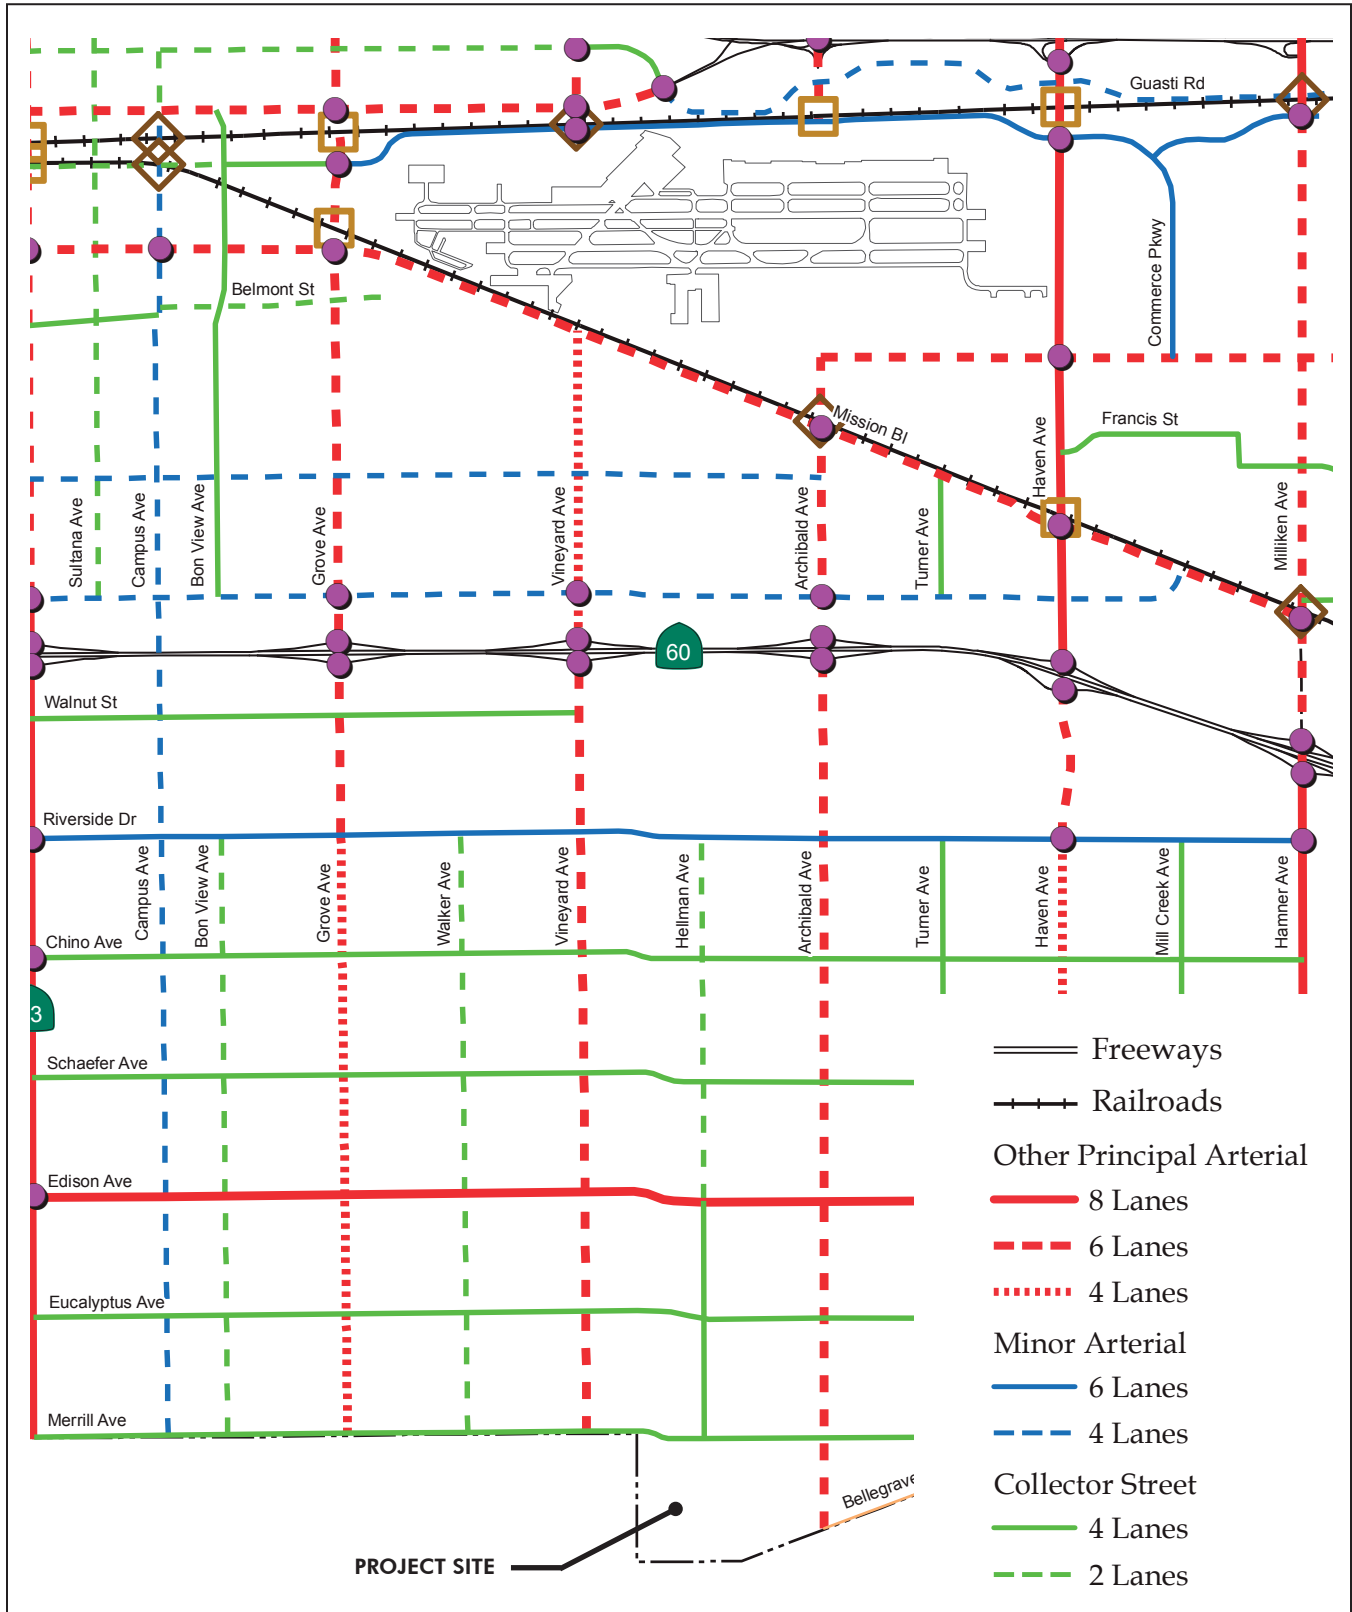 Guasti Rd
Commerce Pkwy
Belmont St
Mission Bl
Francis St
Sultana Ave
Campus Ave
Bon View Ave
Grove Ave
Vineyard Ave
Archibald Ave
Turner Ave
Haven Ave
Milliken Ave
60
Walnut St
Riverside Dr
Campus Ave
Bon View Ave
Grove Ave
Walker Ave
Vineyard Ave
Hellman Ave
Archibald Ave
Turner Ave
Haven Ave
Mill Creek Ave
Hamner Ave
Chino Ave
3
Schaefer Ave
Edison Ave
Eucalyptus Ave
Merrill Ave
Bellegrave
PROJECT SITE
Freeways
Railroads
Other Principal Arterial
8 Lanes
6 Lanes
4 Lanes
Minor Arterial
6 Lanes
4 Lanes
Collector Street
4 Lanes
2 Lanes